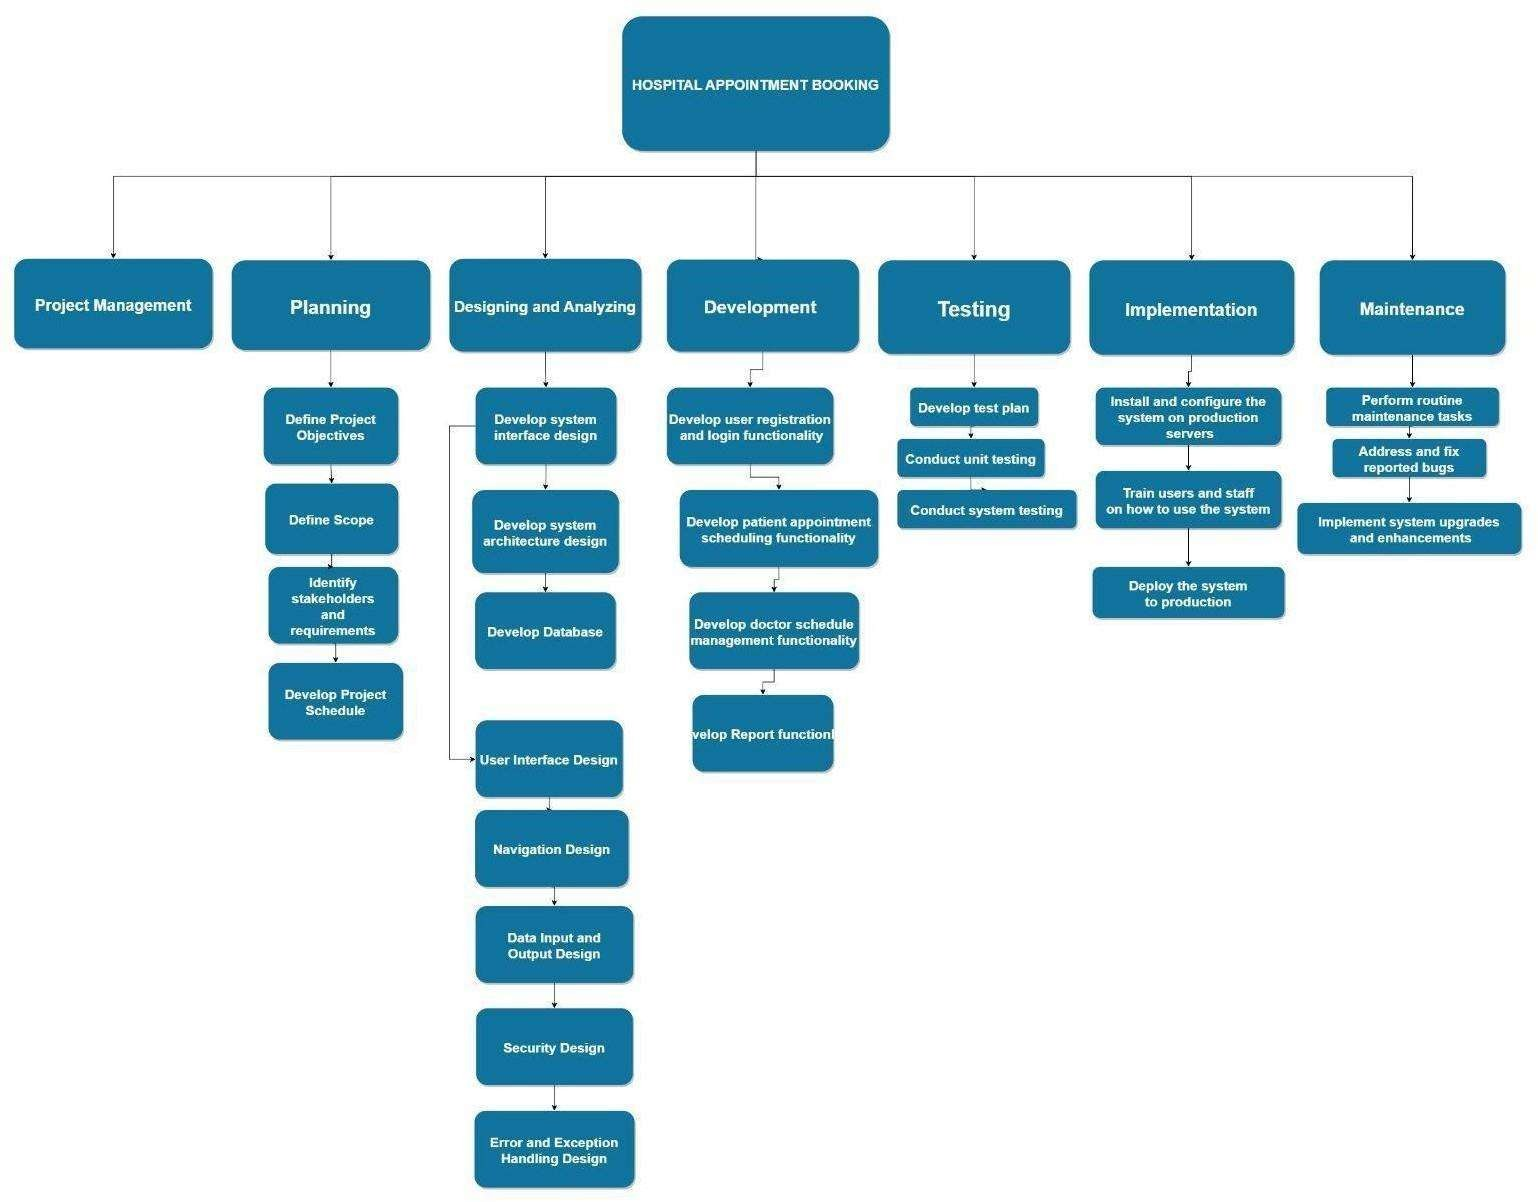 HOSPITAL APPOINTMENT BOOKING
Project Management
Planning
Designing and Analyzing
Development
Testing
Implementation
Maintenance
Define Project
Objectives
Define Scope
Identify
stakeholders
and
requirements
Develop Project
Schedule
Develop system
interface design
Develop system
architecture design
Develop Database
User Interface Design
Navigation Design
Data Input and
Output Design
Security Design
Error and Exception
Handling Design
Develop user registration
and login functionality
Develop patient appointment
scheduling functionality
Develop doctor schedule
management functionality
velop Report function
Develop test plan
Conduct unit testing
Conduct system testing
Install and configure the
system on production
servers
Train users and staff
on how to use the system
Deploy the system
to production
Perform routine
maintenance tasks
Address and fix
reported bugs
Implement system upgrades
and enhancements